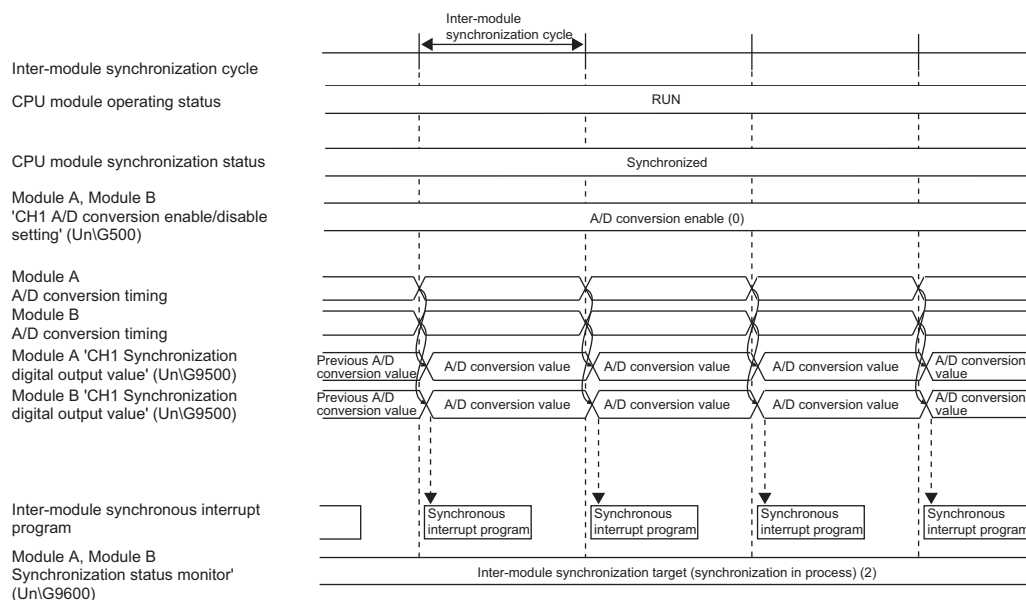 Inter-module
synchronization cycle
Inter-module synchronization cycle
CPU module operating status
RUN
CPU module synchronization status
Synchronized
Module A, Module B
'CH1 A/D conversion enable/disable
setting' (Un\G500)
A/D conversion enable (0)
Module A
A/D conversion timing
Module B
A/D conversion timing
Module A 'CH1 Synchronization
digital output value' (Un\G9500)
Previous A/D
conversion value
A/D conversion value
A/D conversion value
A/D conversion value
A/D conversion
value
Module B 'CH1 Synchronization
digital output value' (Un\G9500)
Previous A/D
conversion value
A/D conversion value
A/D conversion value
A/D conversion value
A/D conversion
value
Inter-module synchronous interrupt
program
Synchronous
interrupt program
Synchronous
interrupt program
Synchronous
interrupt program
Synchronous
interrupt program
Module A, Module B
Synchronization status monitor'
(Un\G9600)
Inter-module synchronization target (synchronization in process) (2)